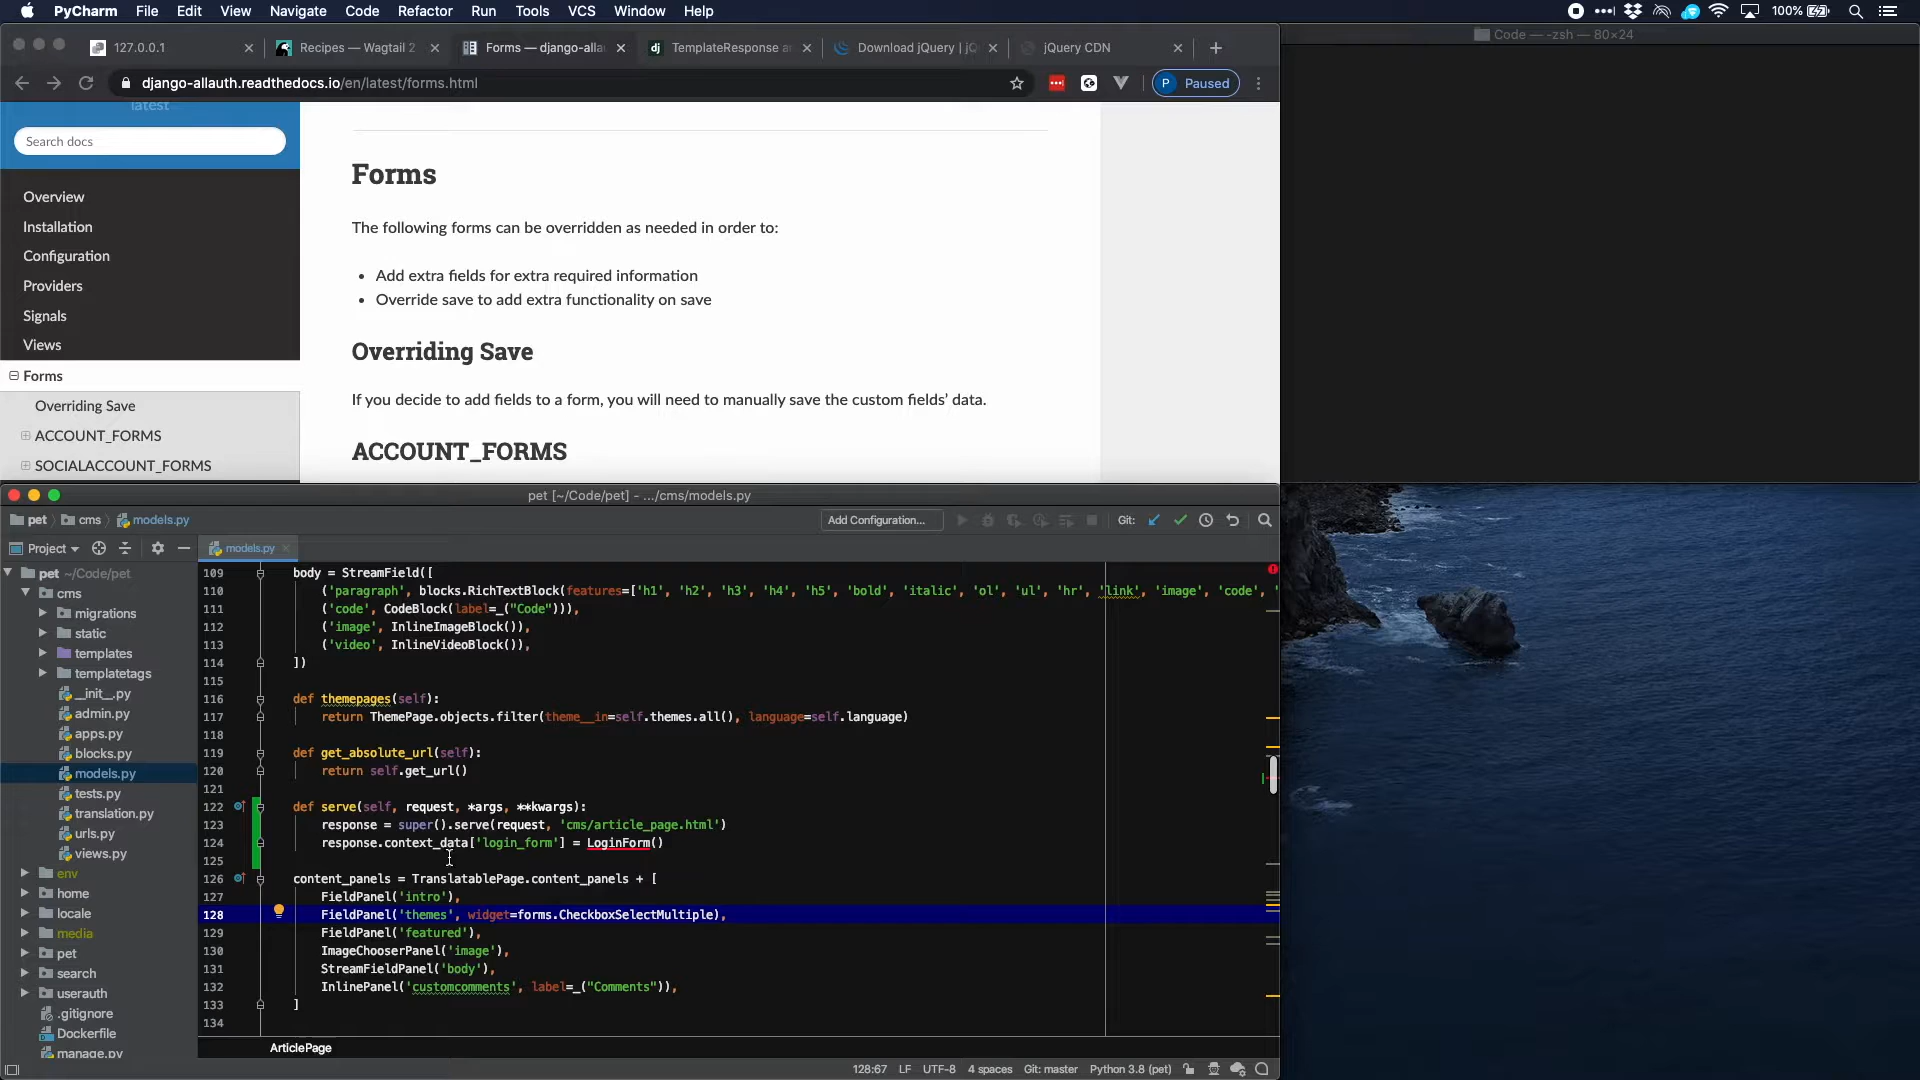 PyCharm File Edit View Navigate Code Refactor Run Tools VCS Window Help 100%
127.0.0.1 Recipes — Wagtail 2 Forms — django-alla TemplateResponse a Download jQuery | jQ jQuery CDN
Code — -zsh — 80×24
django-allauth.readthedocs.io/en/latest/forms.html P Paused
latest
Search docs
Overview
Installation
Configuration
Providers
Signals
Views
Forms
Overriding Save
ACCOUNT_FORMS
SOCIALACCOUNT_FORMS
Forms
The following forms can be overridden as needed in order to:
• Add extra fields for extra required information
• Override save to add extra functionality on save
Overriding Save
If you decide to add fields to a form, you will need to manually save the custom fields’ data.
ACCOUNT_FORMS
pet [~/Code/pet] - .../cms/models.py
pet cms models.py Add Configuration... Git:
Project models.py
pet ~/Code/pet
cms
migrations
static
templates
templatetags
__init__.py
admin.py
apps.py
blocks.py
models.py
tests.py
translation.py
urls.py
views.py
env
home
locale
media
pet
search
userauth
.gitignore
Dockerfile
manage.py
109 body = StreamField([
110 ('paragraph', blocks.RichTextBlock(features=['h1', 'h2', 'h3', 'h4', 'h5', 'bold', 'italic', 'ol', 'ul', 'hr', 'link', 'image', 'code', '
111 ('code', CodeBlock(label=_("Code"))),
112 ('image', InlineImageBlock()),
113 ('video', InlineVideoBlock()),
114 ])
115
116 def themepages(self):
117 return ThemePage.objects.filter(theme__in=self.themes.all(), language=self.language)
118
119 def get_absolute_url(self):
120 return self.get_url()
121
122 def serve(self, request, *args, **kwargs):
123 response = super().serve(request, 'cms/article_page.html')
124 response.context_data['login_form'] = LoginForm()
125
126 content_panels = TranslatablePage.content_panels + [
127 FieldPanel('intro'),
128 FieldPanel('themes', widget=forms.CheckboxSelectMultiple),
129 FieldPanel('featured'),
130 ImageChooserPanel('image'),
131 StreamFieldPanel('body'),
132 InlinePanel('customcomments', label=_("Comments")),
133 ]
134
ArticlePage
128:67 LF UTF-8 4 spaces Git: master Python 3.8 (pet)